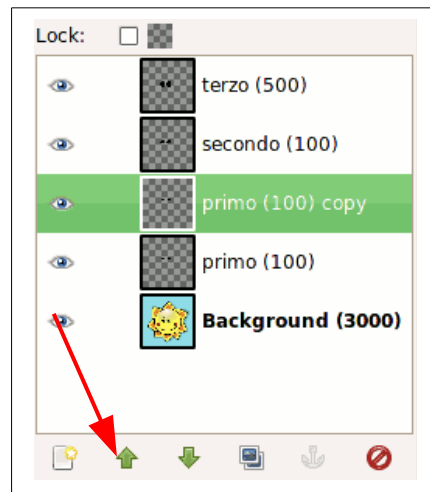 Lock:
terzo (500)
secondo (100)
primo (100) copy
primo (100)
Background (3000)